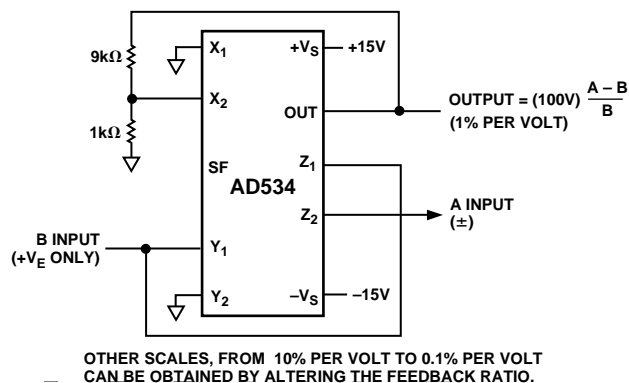 9kΩ
1kΩ
X1
X2
SF
Y1
Y2
AD534
+VS
OUT
Z1
Z2
–VS
+15V
OUTPUT = (100V) A – B / B
(1% PER VOLT)
A INPUT
(±)
–15V
B INPUT
(+VE ONLY)
OTHER SCALES, FROM 10% PER VOLT TO 0.1% PER VOLT
CAN BE OBTAINED BY ALTERING THE FEEDBACK RATIO.